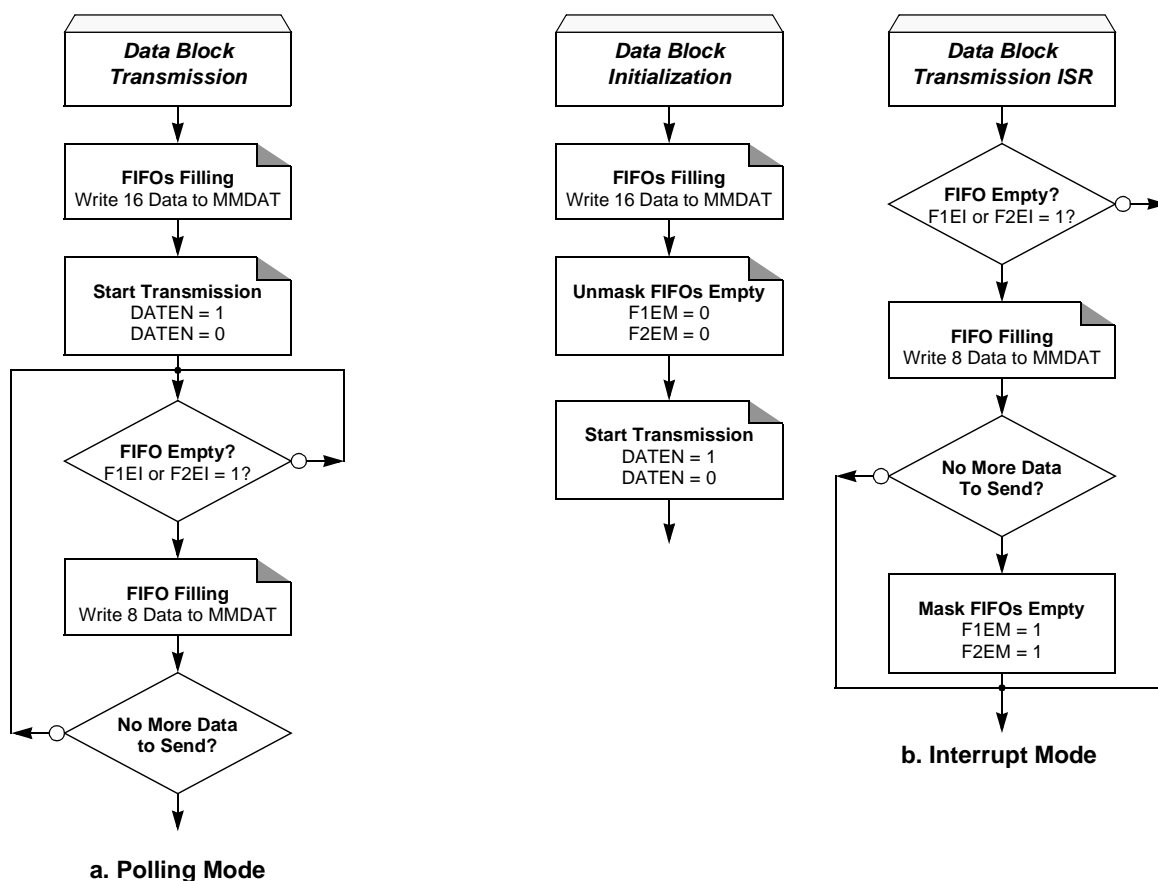 Data Block
Transmission
FIFOs Filling
Write 16 Data to MMDAT
Start Transmission
DATEN = 1
DATEN = 0
FIFO Empty?
F1EI or F2EI = 1?
FIFO Filling
Write 8 Data to MMDAT
No More Data
to Send?
a. Polling Mode
Data Block
Initialization
FIFOs Filling
Write 16 Data to MMDAT
Unmask FIFOs Empty
F1EM = 0
F2EM = 0
Start Transmission
DATEN = 1
DATEN = 0
Data Block
Transmission ISR
FIFO Empty?
F1EI or F2EI = 1?
FIFO Filling
Write 8 Data to MMDAT
No More Data
To Send?
Mask FIFOs Empty
F1EM = 1
F2EM = 1
b. Interrupt Mode